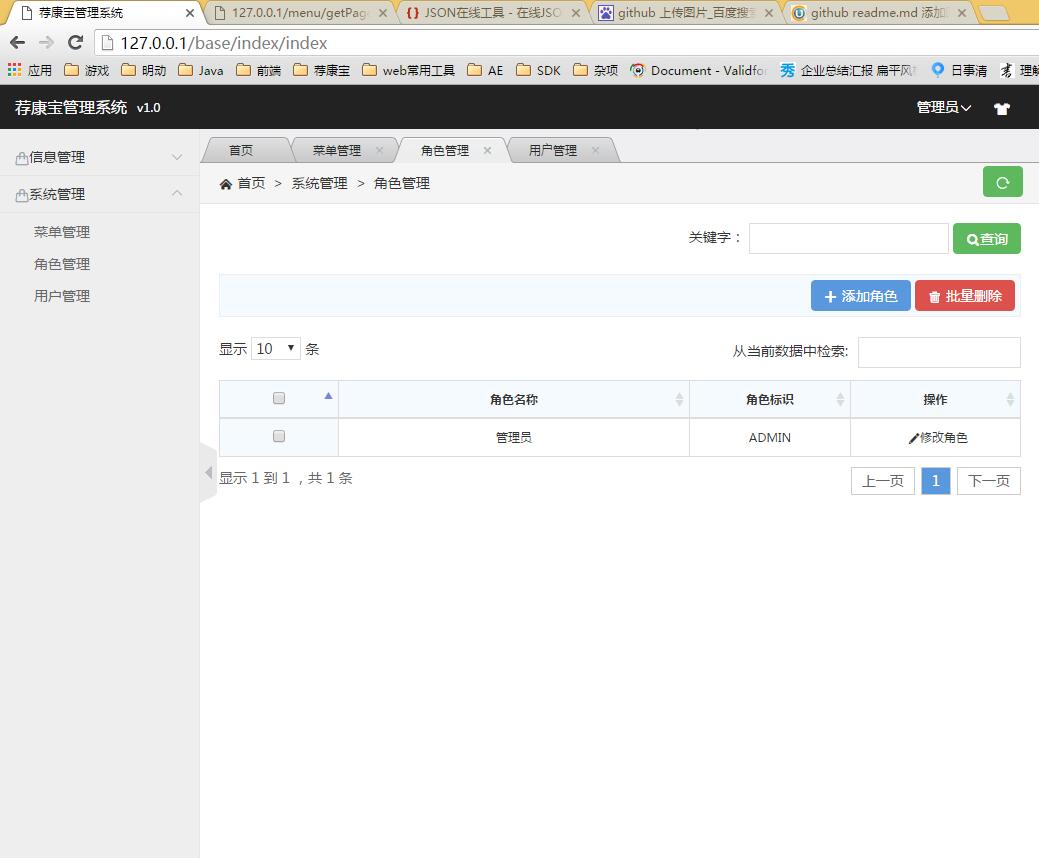 荐康宝管理系统 127.0.0.1/menu/getPag JSON在线工具 - 在线JSO github 上传图片_百度搜 github readme.md 添加
127.0.0.1/base/index/index
应用 游戏 明动 Java 前端 荐康宝 web常用工具 AE SDK 杂项 Document - Validfo 企业总结汇报 扁平风 日事清 理解
荐康宝管理系统 v1.0 管理员
信息管理
系统管理
菜单管理
角色管理
用户管理
首页 菜单管理 角色管理 用户管理
首页 > 系统管理 > 角色管理
关键字： 查询
添加角色 批量删除
显示 10 条 从当前数据中检索:
角色名称 角色标识 操作
管理员 ADMIN 修改角色
显示 1 到 1 ，共 1 条 上一页 1 下一页